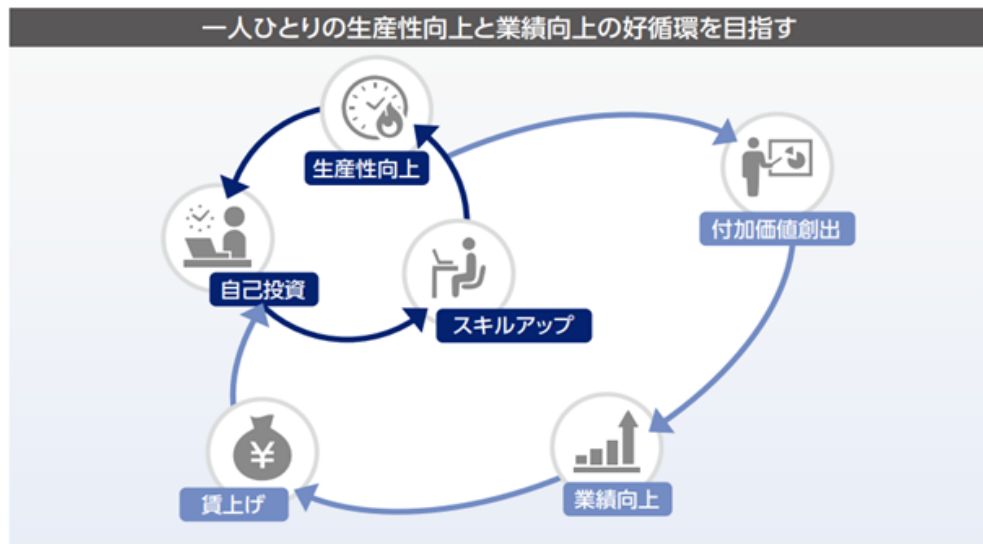 一人ひとりの生産性向上と業績向上の好循環を目指す
生産性向上
付加価値創出
自己投資
スキルアップ
¥
賃上げ
業績向上